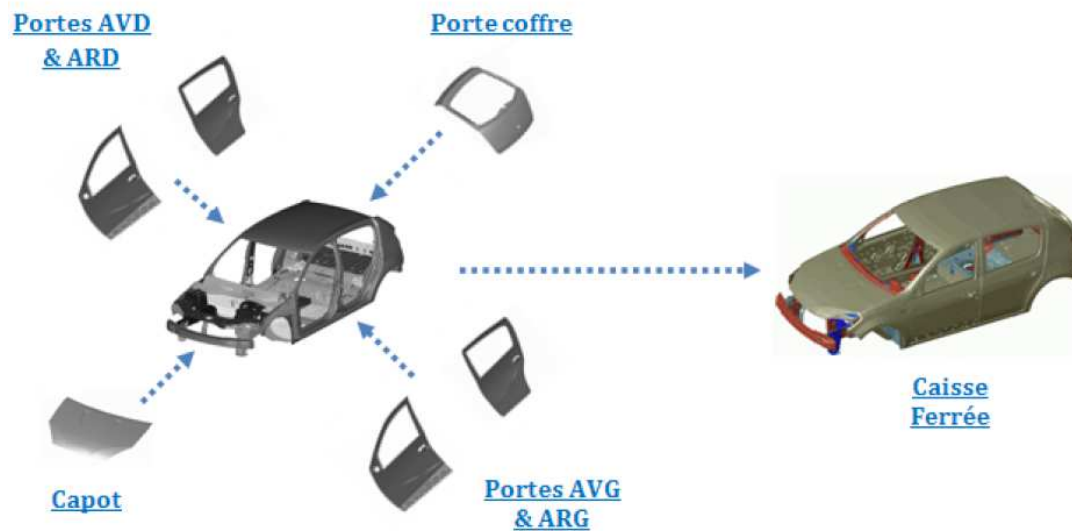 Portes AVD
& ARD
Porte coffre
Caisse
Ferrée
Capot
Portes AVG
& ARG